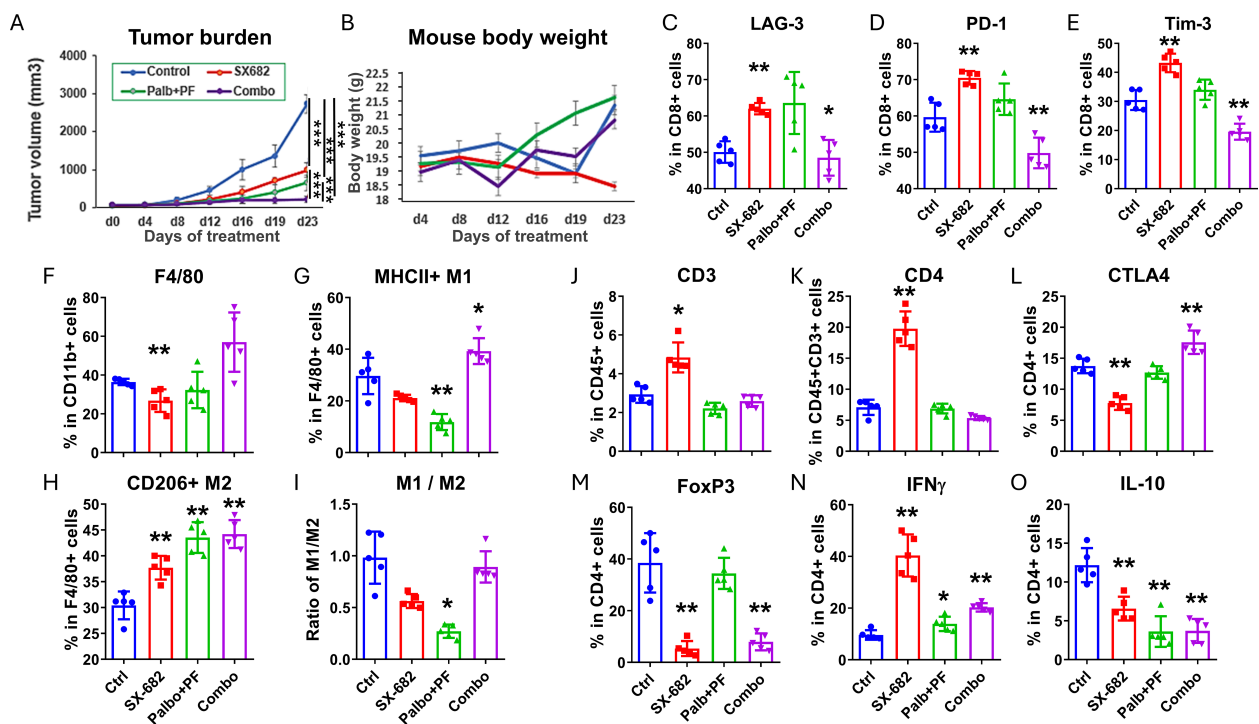 A
Tumor burden
Tumor volume (mm3)
4000
3000
2000
1000
0
Control
SX682
Palb+PF
Combo
***
***
***
***
***
d0 d4 d8 d12 d16 d19 d23
Days of treatment
B
Mouse body weight
Body weight (g)
22.5
22
21.5
21
20.5
20
19.5
19
18.5
18
d4 d8 d12 d16 d19 d23
Days of treatment
C
LAG-3
% in CD8+ cells
80
70
60
50
40
**
*
Ctrl
SX-682
Palbo+PF
Combo
D
PD-1
% in CD8+ cells
80
70
60
50
40
**
**
Ctrl
SX-682
Palbo+PF
Combo
E
Tim-3
% in CD8+ cells
50
40
30
20
10
0
**
**
Ctrl
SX-682
Palbo+PF
Combo
F
F4/80
% in CD11b+ cells
80
60
40
20
0
**
G
MHCII+ M1
% in F4/80+ cells
60
40
20
0
**
*
J
CD3
% in CD45+ cells
8
6
4
2
0
*
K
CD4
% in CD45+CD3+ cells
25
20
15
10
5
0
**
L
CTLA4
% in CD4+ cells
25
20
15
10
5
0
**
**
H
CD206+ M2
% in F4/80+ cells
50
45
40
35
30
25
20
**
**
**
Ctrl
SX-682
Palbo+PF
Combo
I
M1 / M2
Ratio of M1/M2
1.5
1.0
0.5
0.0
*
Ctrl
SX-682
Palb+PF
Combo
M
FoxP3
% in CD4+ cells
60
40
20
0
**
**
Ctrl
SX-682
Palbo+PF
Combo
N
IFNγ
% in CD4+ cells
60
40
20
0
**
*
**
Ctrl
SX-682
Palb+PF
Combo
O
IL-10
% in CD4+ cells
20
15
10
5
0
**
**
**
Ctrl
SX-682
Palb+PF
Combo